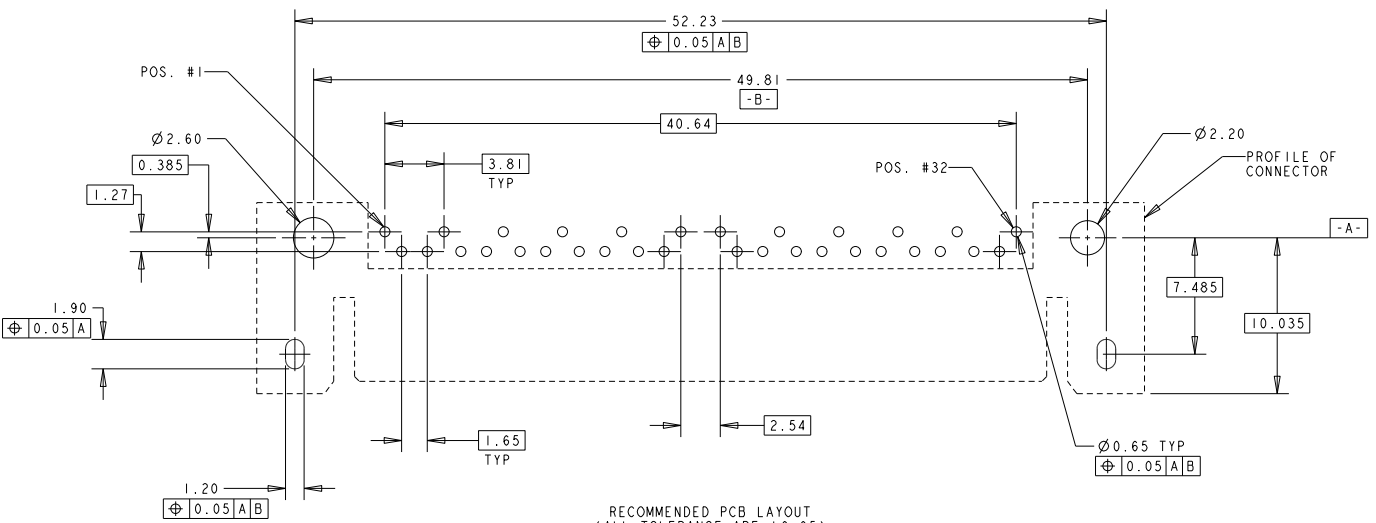 52.23
⌖ 0.05 A B
POS. #1
49.81
-B-
40.64
Ø2.60
Ø2.20
0.385
3.81
TYP
POS. #32
PROFILE OF
CONNECTOR
1.27
-A-
7.485
1.90
⌖ 0.05 A
10.035
2.54
1.65
TYP
Ø0.65 TYP
⌖ 0.05 A B
1.20
⌖ 0.05 A B
RECOMMENDED PCB LAYOUT